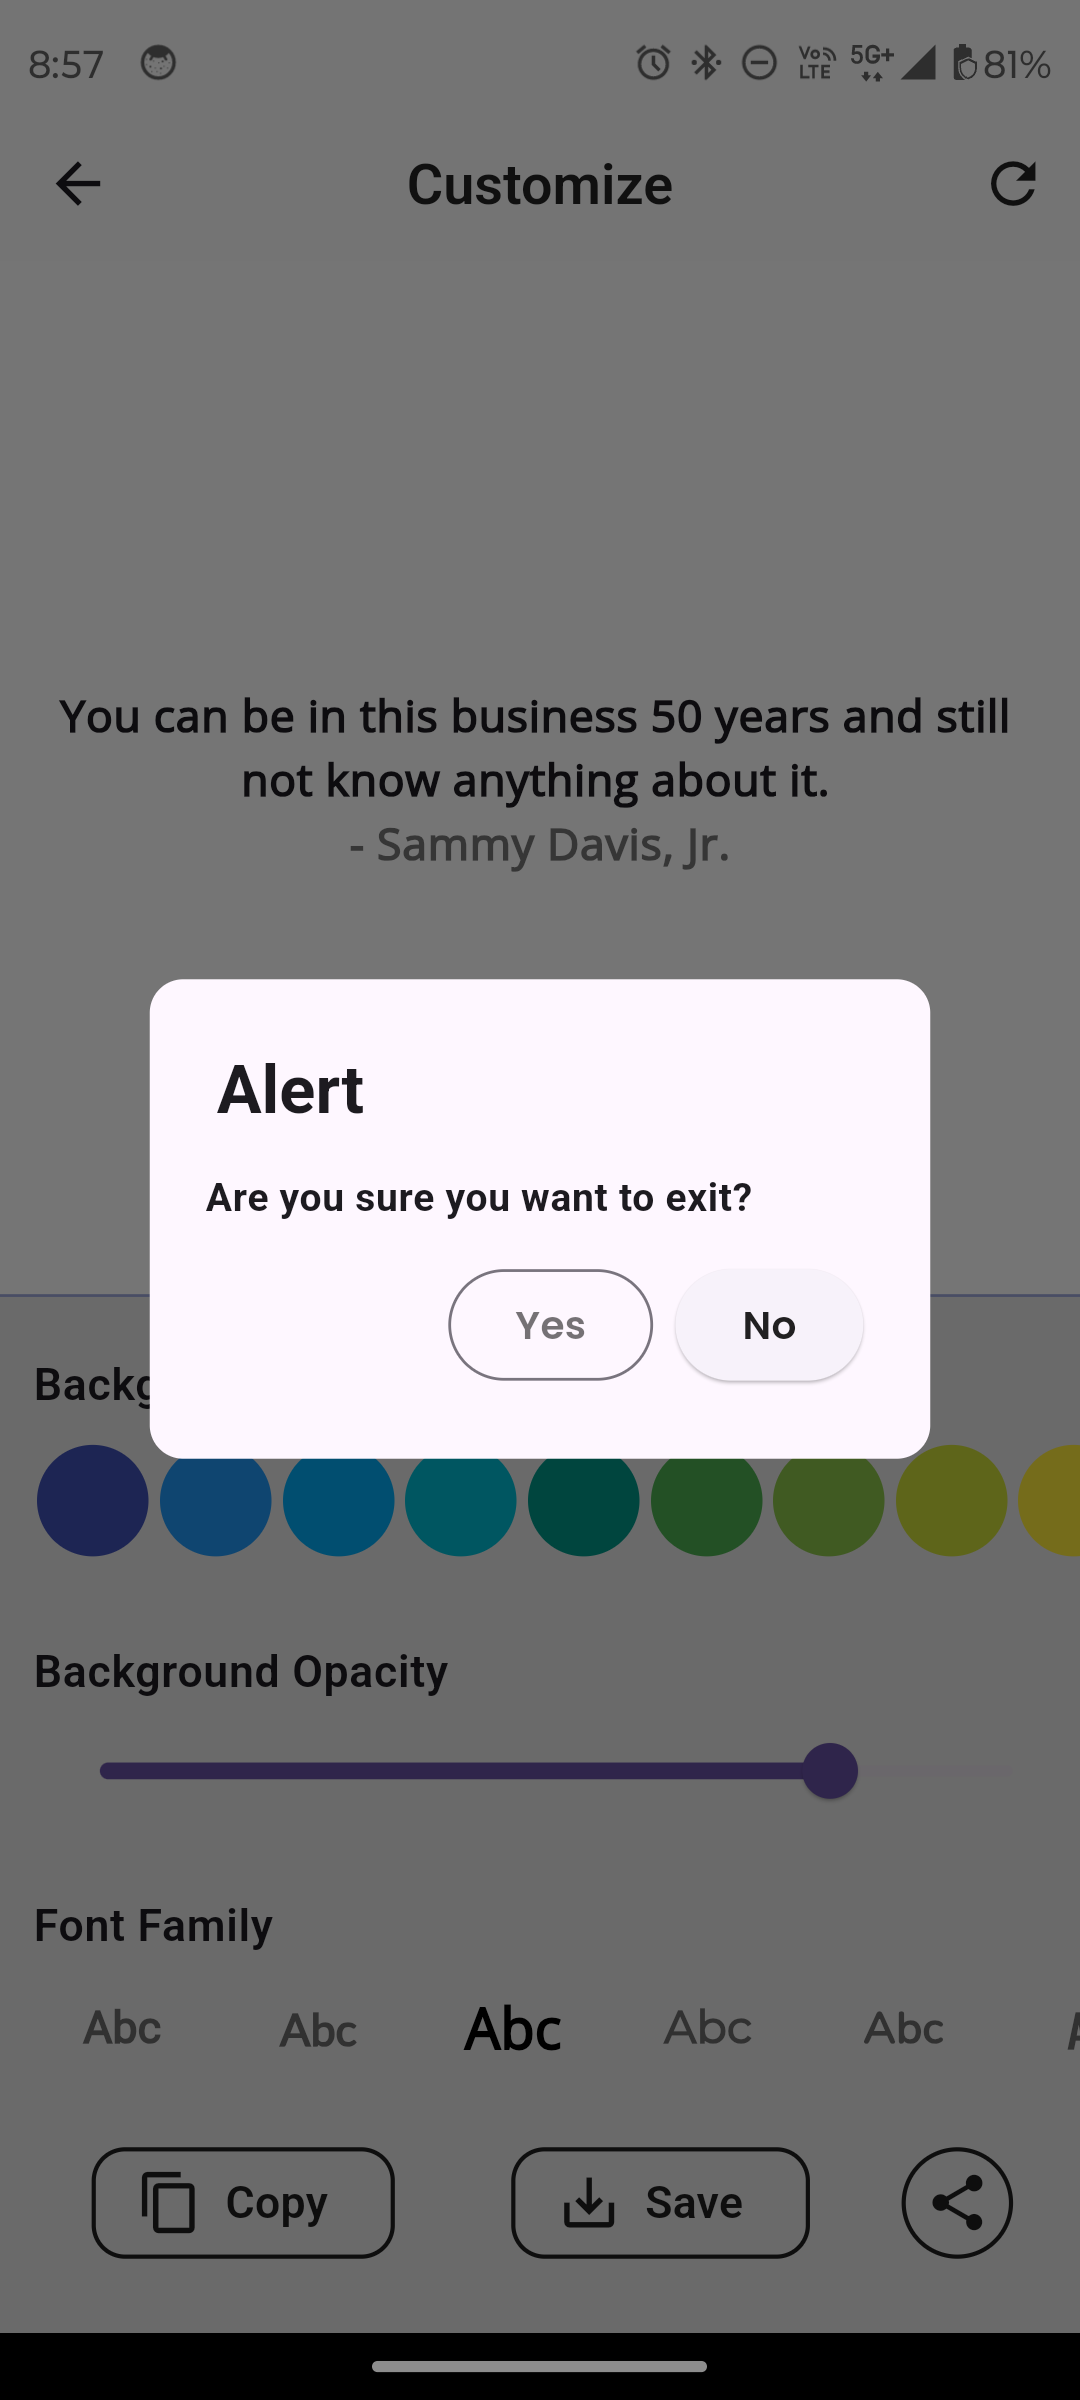 8:57
Vo LTE 5G+ 81%
Customize
You can be in this business 50 years and still
not know anything about it.
- Sammy Davis, Jr.
Alert
Are you sure you want to exit?
Yes No
Background Opacity
Font Family
Abc Abc Abc Abc Abc
Copy Save